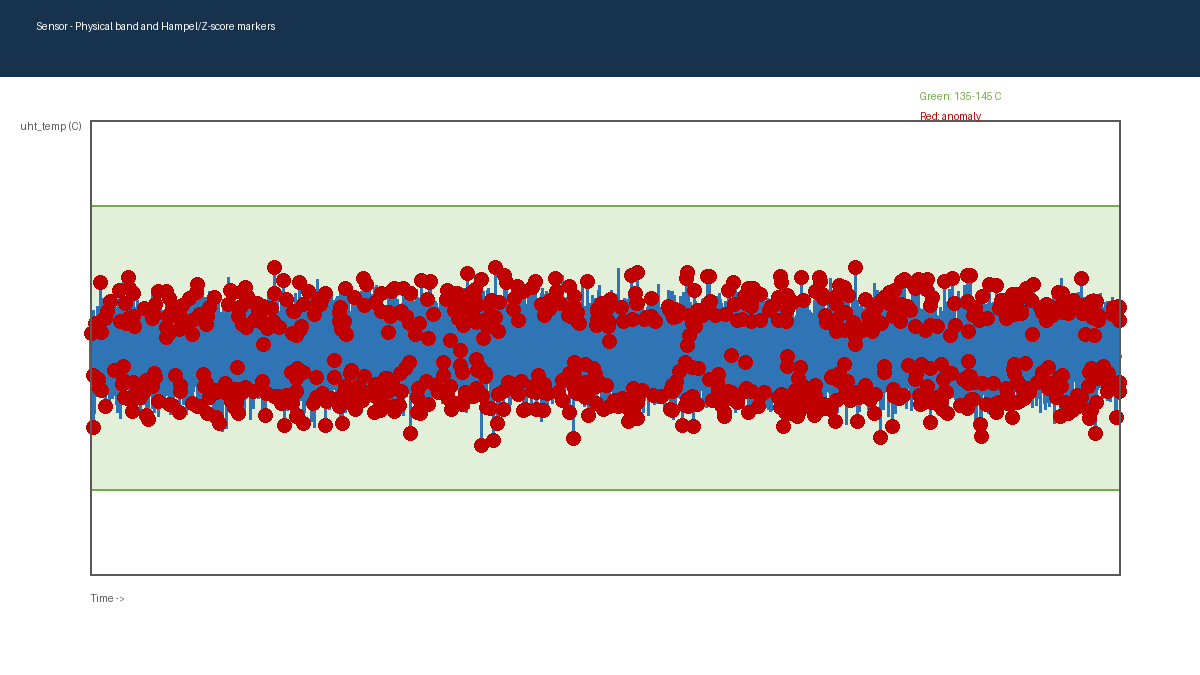 Sensor - Physical band and Hampel/Z-score markers
Green: 135-145 C
Red: anomaly
uht_temp (C)
Time ->